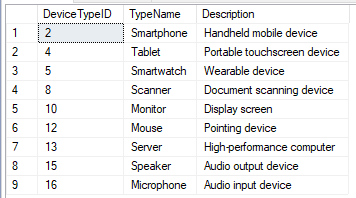 DeviceTypeID TypeName Description
1 2 Smartphone Handheld mobile device
2 4 Tablet Portable touchscreen device
3 5 Smartwatch Wearable device
4 8 Scanner Document scanning device
5 10 Monitor Display screen
6 12 Mouse Pointing device
7 13 Server High-performance computer
8 15 Speaker Audio output device
9 16 Microphone Audio input device